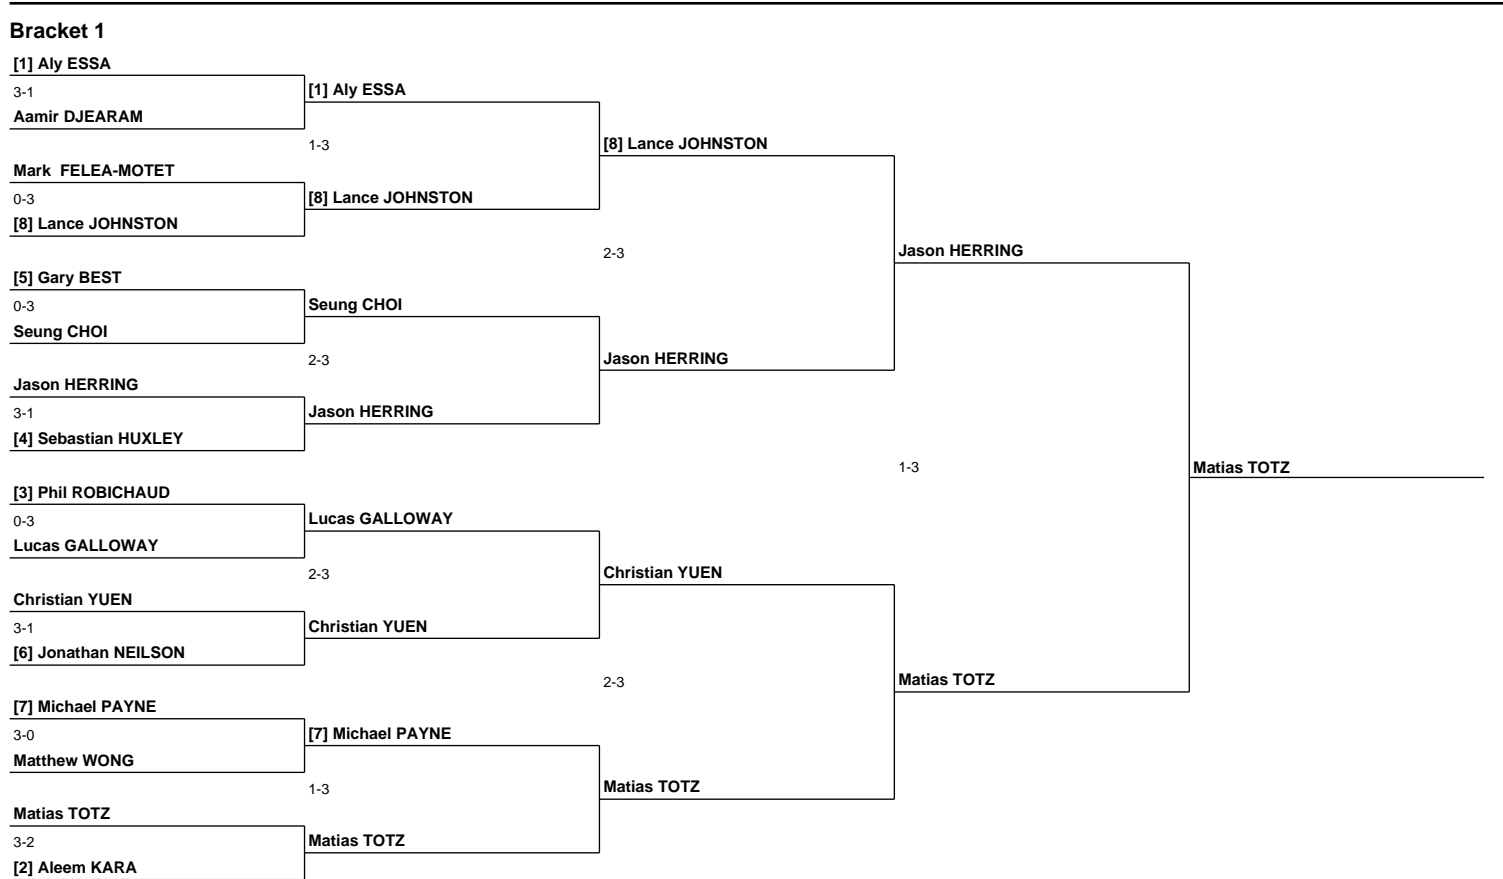 Bracket 1
[1] Aly ESSA
3-1
Aamir DJEARAM
Mark  FELEA-MOTET
0-3
[8] Lance JOHNSTON
[5] Gary BEST
0-3
Seung CHOI
Jason HERRING
3-1
[4] Sebastian HUXLEY
[3] Phil ROBICHAUD
0-3
Lucas GALLOWAY
Christian YUEN
3-1
[6] Jonathan NEILSON
[7] Michael PAYNE
3-0
Matthew WONG
Matias TOTZ
3-2
[2] Aleem KARA
[1] Aly ESSA
1-3
[8] Lance JOHNSTON
Seung CHOI
2-3
Jason HERRING
Lucas GALLOWAY
2-3
Christian YUEN
[7] Michael PAYNE
1-3
Matias TOTZ
[8] Lance JOHNSTON
2-3
Jason HERRING
Christian YUEN
2-3
Matias TOTZ
Jason HERRING
1-3
Matias TOTZ
Matias TOTZ